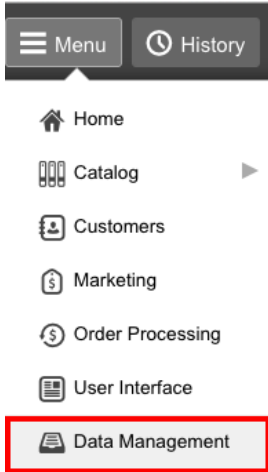 Menu History
Home
Catalog
Customers
Marketing
Order Processing
User Interface
Data Management